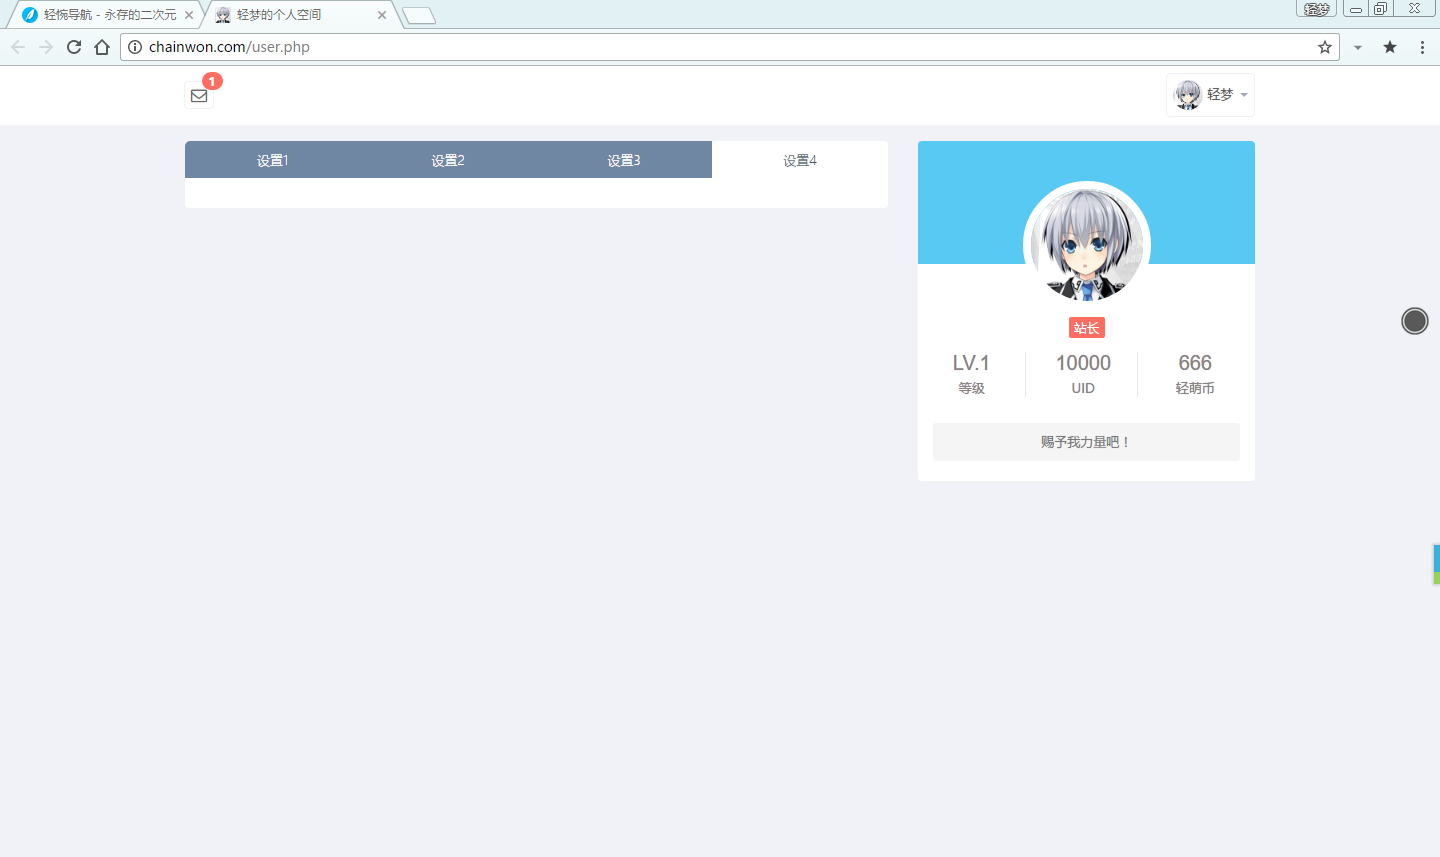 轻惋导航 - 永存的二次元
轻梦的个人空间
轻梦
chainwon.com/user.php
1
轻梦
设置1
设置2
设置3
设置4
站长
LV.1
10000
666
等级
UID
轻萌币
赐予我力量吧！